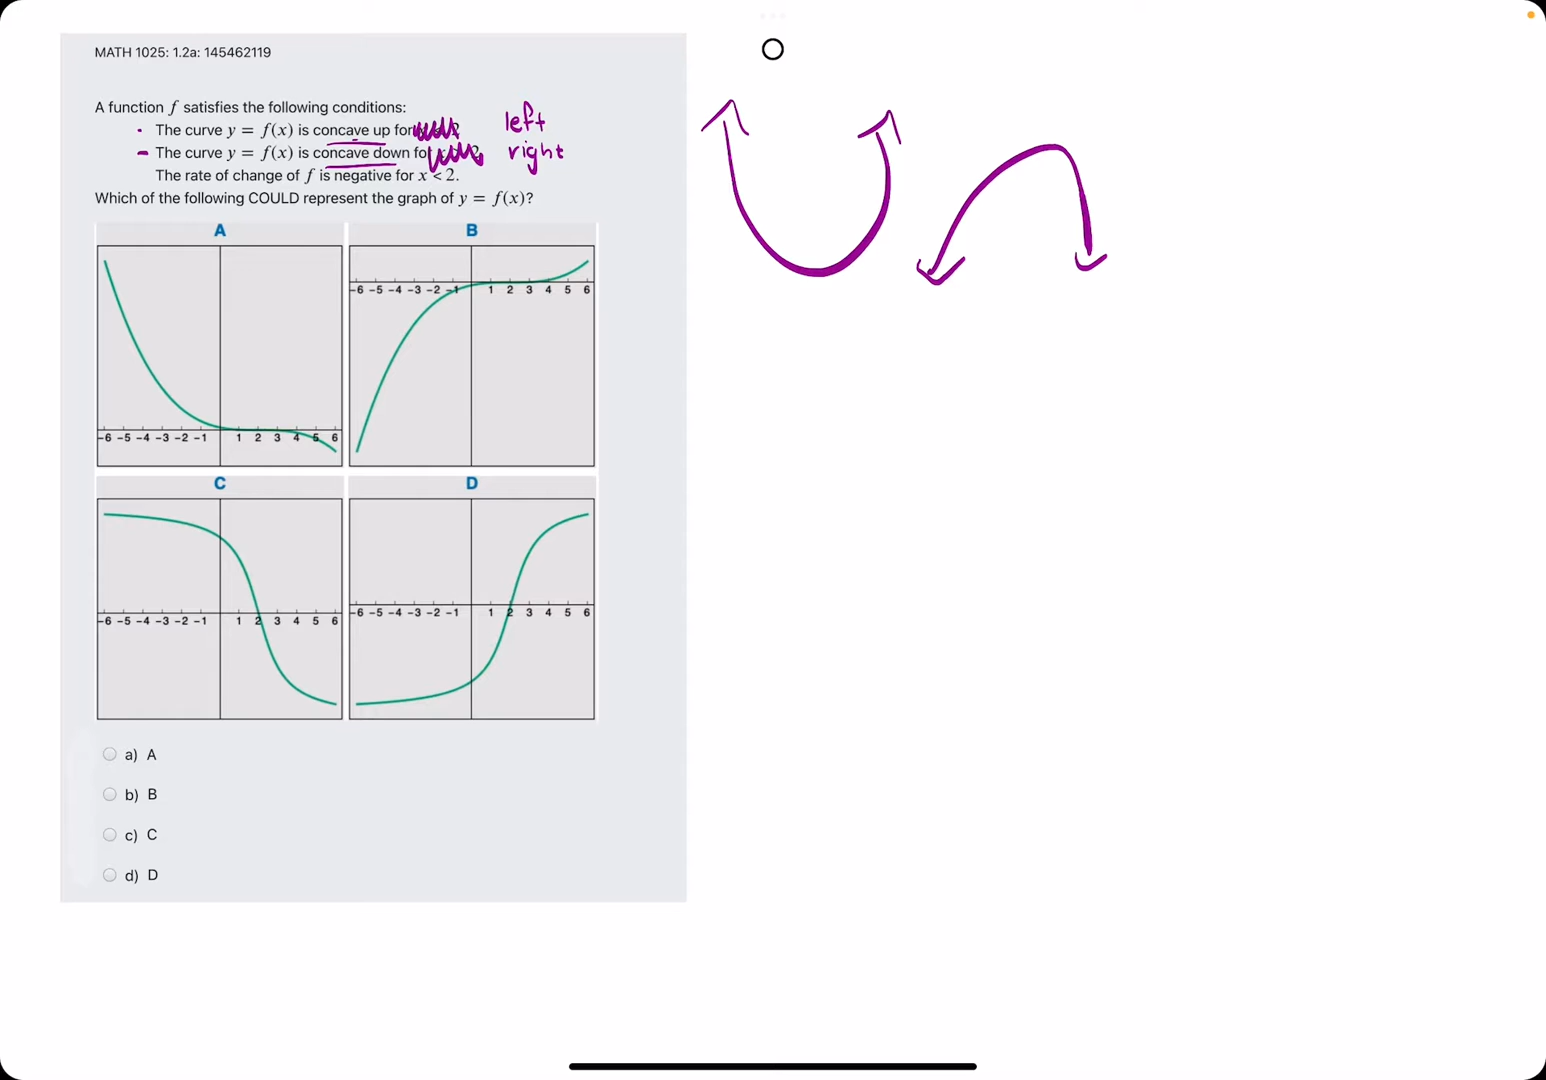 MATH 1025: 1.2a: 145462119
A function f satisfies the following conditions:
The curve y = f(x) is concave up for left
The curve y = f(x) is concave down for right
The rate of change of f is negative for x < 2.
Which of the following COULD represent the graph of y = f(x)?
A B
-6 -5 -4 -3 -2 -1 1 2 3 4 5 6
-6 -5 -4 -3 -2 -1 1 2 3 4 5 6
C D
-6 -5 -4 -3 -2 -1 1 2 3 4 5 6
-6 -5 -4 -3 -2 -1 1 2 3 4 5 6
a) A
b) B
c) C
d) D